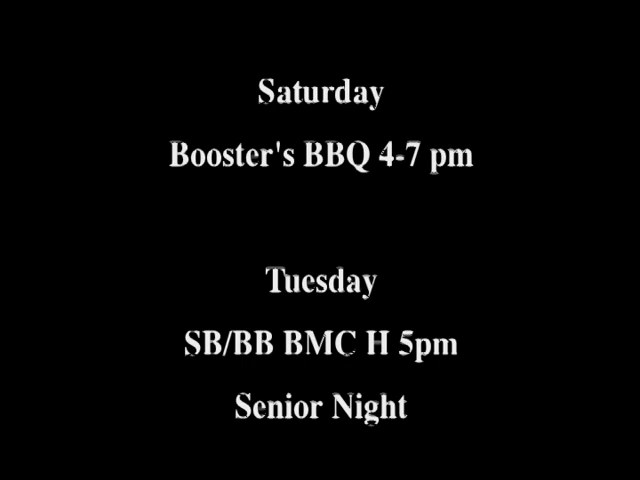 Saturday
Booster's BBQ 4-7 pm
Tuesday
SB/BB BMC H 5pm
Senior Night